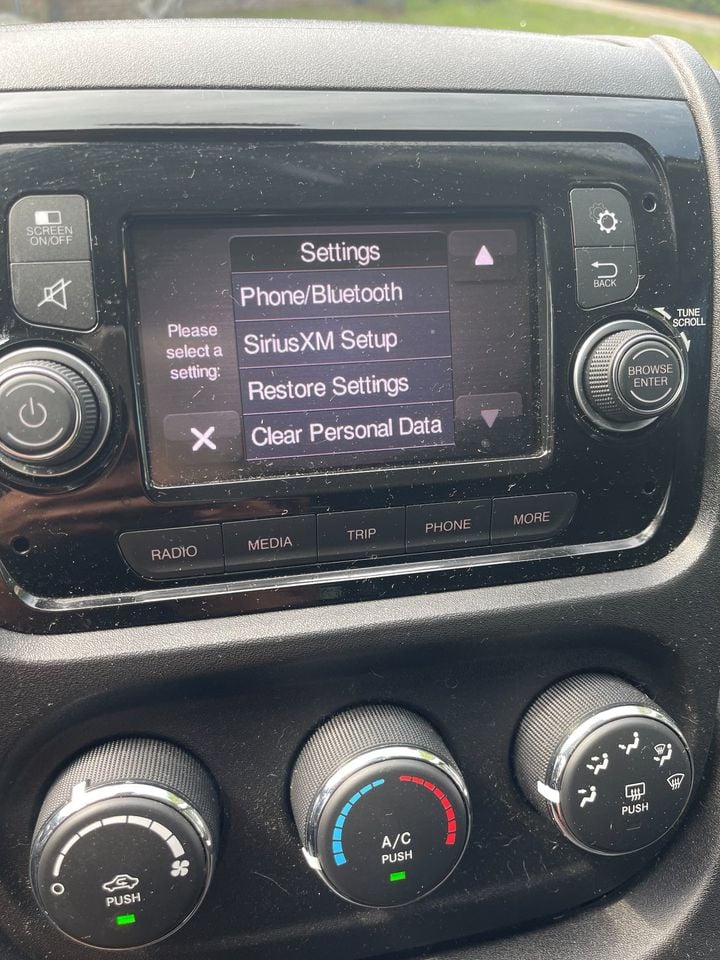 SCREEN
ON/OFF
Settings
Phone/Bluetooth
SiriusXM Setup
Restore Settings
Clear Personal Data
Please
select a
setting:
BACK
TUNE
SCROLL
BROWSE
ENTER
RADIO
MEDIA
TRIP
PHONE
MORE
PUSH
A/C
PUSH
PUSH